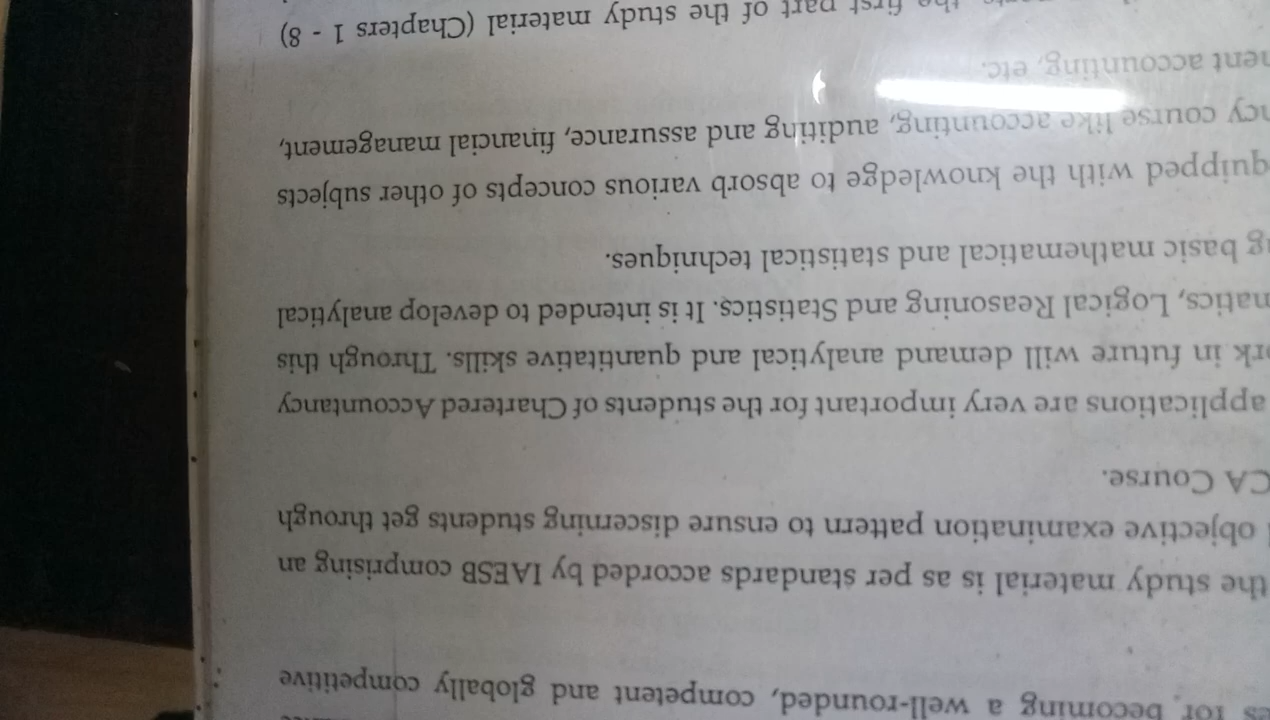 for becoming a well-rounded, competent and globally competitive
the study material is as per standards accorded by IAESB comprising an
objective examination pattern to ensure discerning students get through
CA Course.
applications are very important for the students of Chartered Accountancy
rk in future will demand analytical and quantitative skills. Through this
matics, Logical Reasoning and Statistics. It is intended to develop analytical
g basic mathematical and statistical techniques.
quipped with the knowledge to absorb various concepts of other subjects
ncy course like accounting, auditing and assurance, financial management,
ment accounting, etc.
the first part of the study material (Chapters 1 - 8)